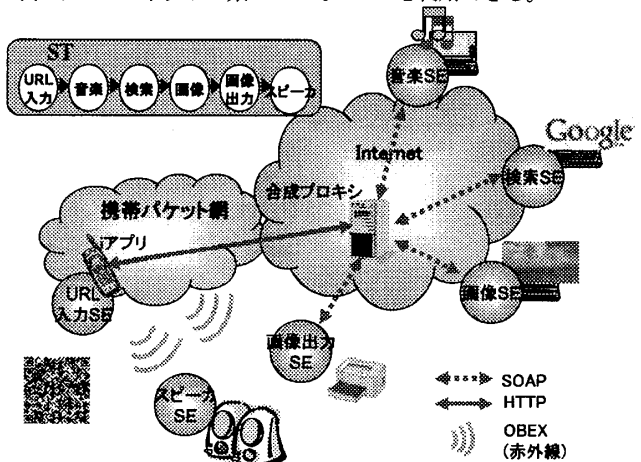 ST
URL
入力
音楽
検索
画像
画像
出力
スピーカ
音楽SE
Internet
Google
検索SE
合成プロキシ
携帯パケット網
iアプリ
URL
入力SE
画像SE
画像出力
SE
スピーカ
SE
SOAP
HTTP
OBEX
(赤外線)